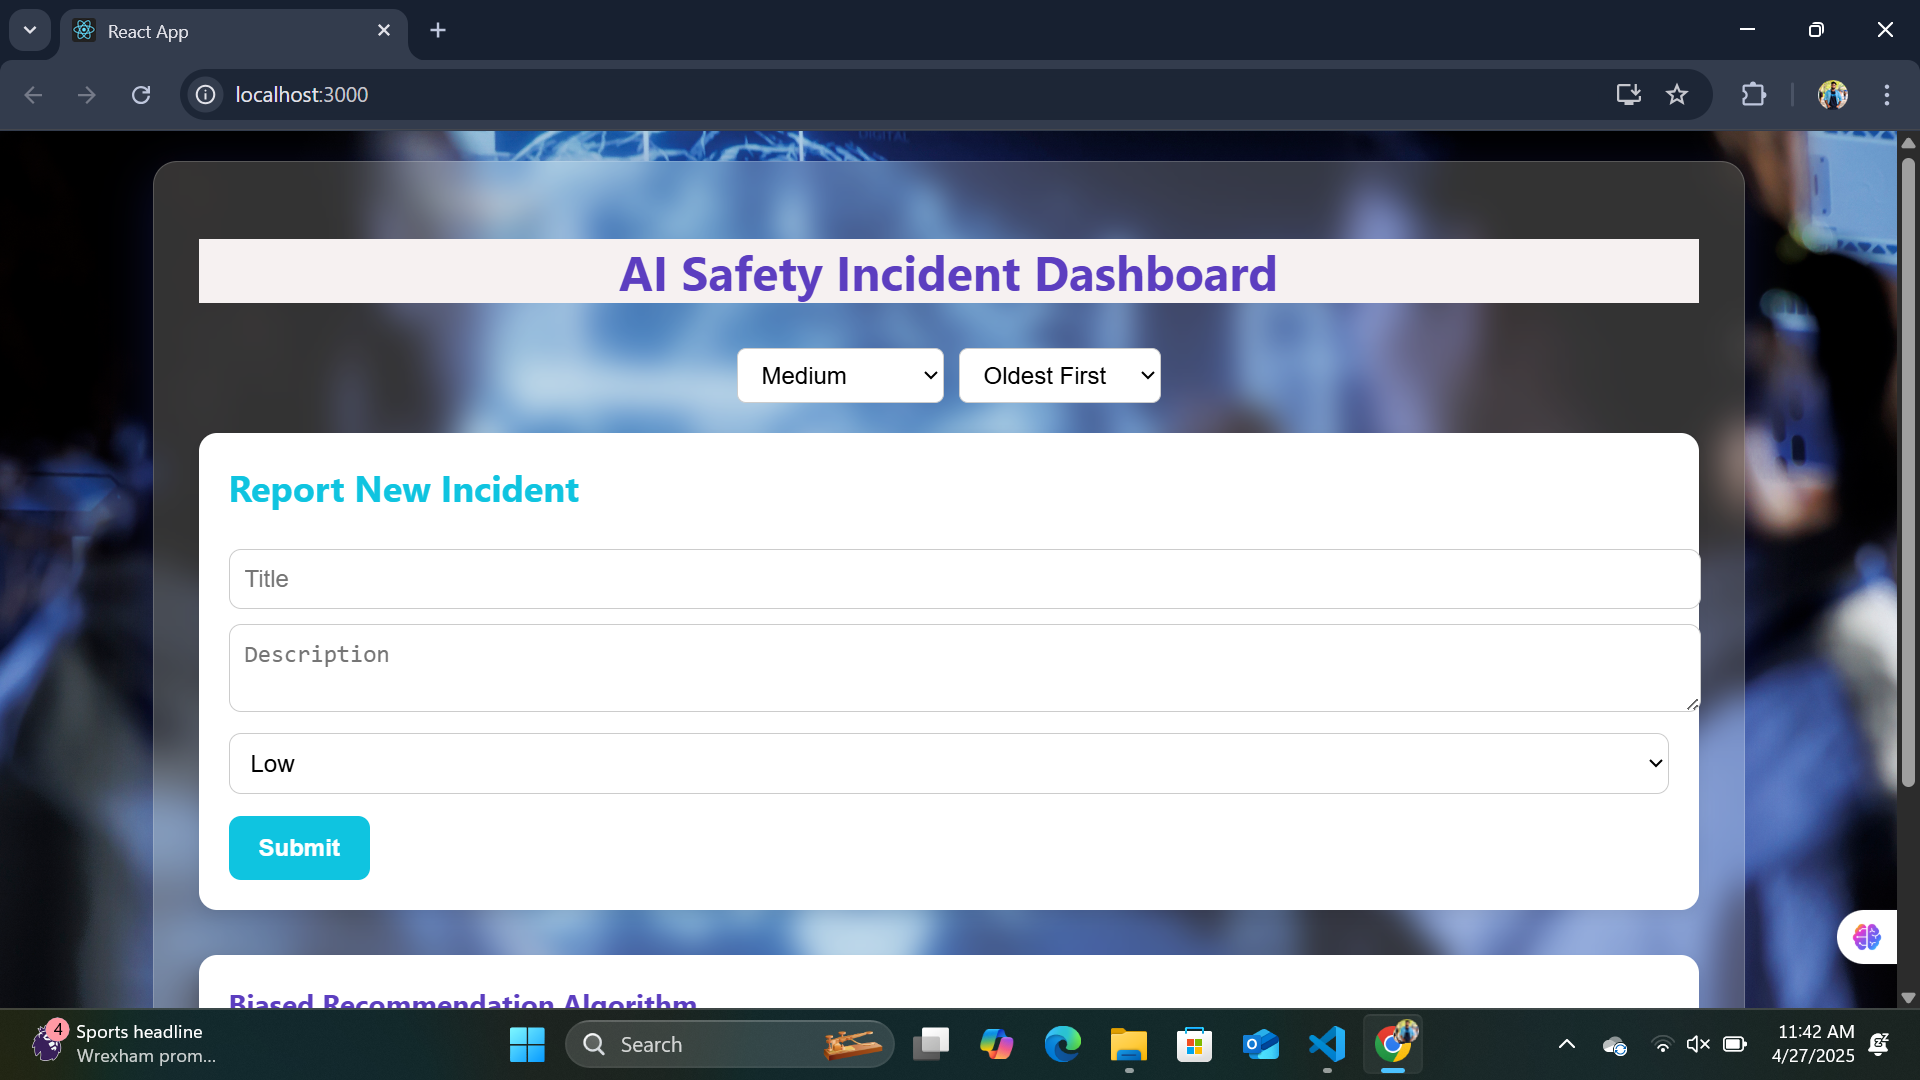 React App
localhost:3000
DIGITAL
AI Safety Incident Dashboard
Medium
Oldest First
Report New Incident
Title
Description
Low
Submit
Biased Recommendation Algorithm
4
Sports headline
Wrexham prom...
Search
11:42 AM
4/27/2025